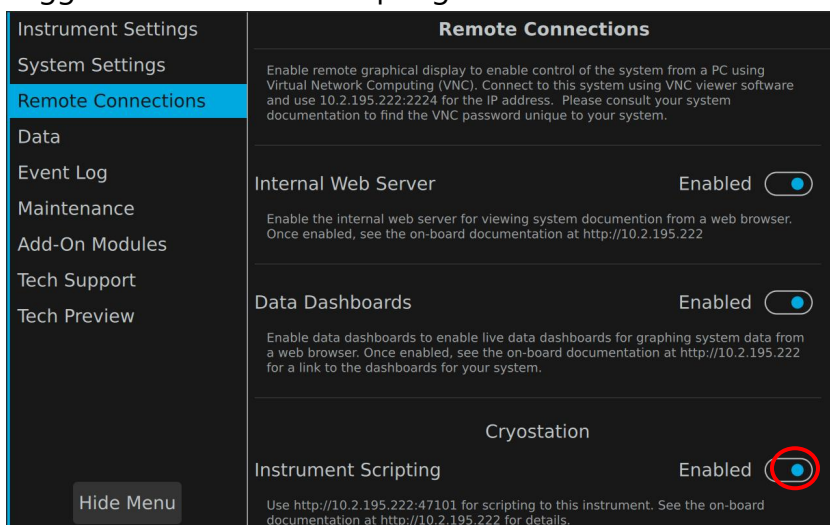 Instrument Settings
System Settings
Remote Connections
Data
Event Log
Maintenance
Add-On Modules
Tech Support
Tech Preview
Hide Menu
Remote Connections
Enable remote graphical display to enable control of the system from a PC using
Virtual Network Computing (VNC). Connect to this system using VNC viewer software
and use 10.2.195.222:2224 for the IP address. Please consult your system
documentation to find the VNC password unique to your system.
Internal Web Server Enabled
Enable the internal web server for viewing system documention from a web browser.
Once enabled, see the on-board documentation at http://10.2.195.222
Data Dashboards Enabled
Enable data dashboards to enable live data dashboards for graphing system data from
a web browser. Once enabled, see the on-board documentation at http://10.2.195.222
for a link to the dashboards for your system.
Cryostation
Instrument Scripting Enabled
Use http://10.2.195.222:47101 for scripting to this instrument. See the on-board
documentation at http://10.2.195.222 for details.